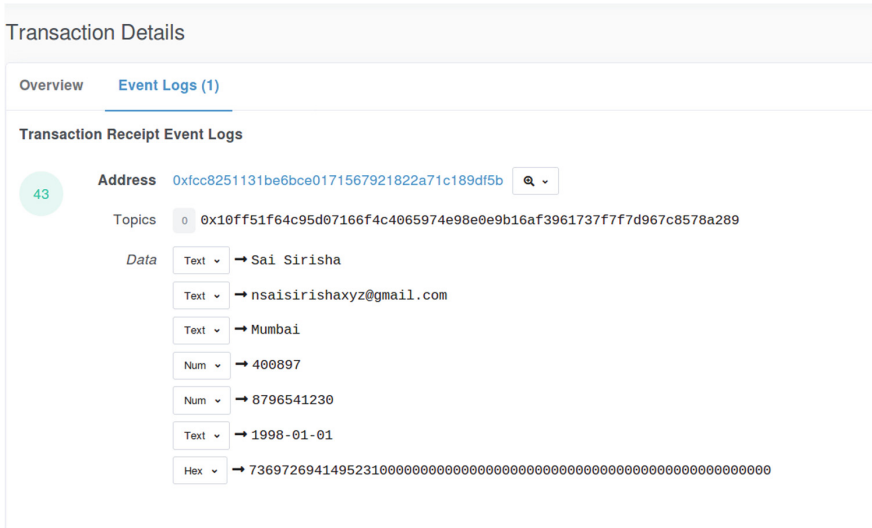 Transaction Details
Overview Event Logs (1)
Transaction Receipt Event Logs
43 Address 0xfcc8251131be6bce0171567921822a71c189df5b
Topics 0 0x10ff51f64c95d07166f4c4065974e98e0e9b16af3961737f7f7d967c8578a289
Data Text → Sai Sirisha
Text → nsaisirishaxyz@gmail.com
Text → Mumbai
Num → 400897
Num → 8796541230
Text → 1998-01-01
Hex → 7369726941495231000000000000000000000000000000000000000000000000